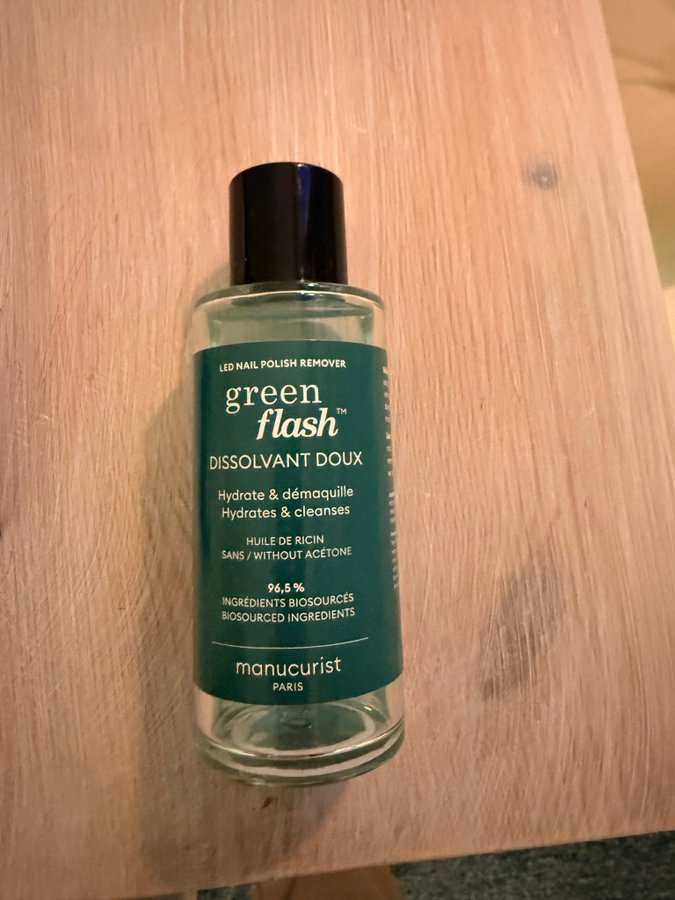 LED NAIL POLISH REMOVER
green
flash™
DISSOLVANT DOUX
Hydrate & démaquille
Hydrates & cleanses
HUILE DE RICIN
SANS / WITHOUT ACÉTONE
96,5 %
INGRÉDIENTS BIOSOURCÉS
BIOSOURCED INGREDIENTS
manucurist
PARIS